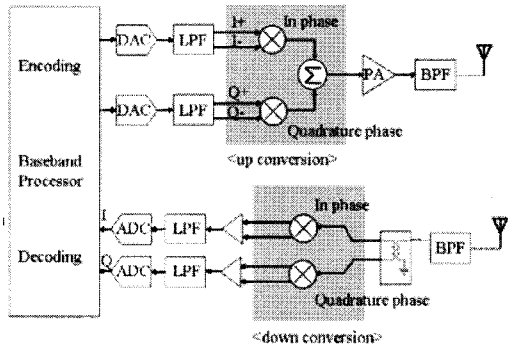 Encoding
Baseband
Processor
Decoding
DAC
LPF
I+
I-
In phase
Σ
PA
BPF
DAC
LPF
Q+
Q-
Quadrature phase
<up conversion>
I
ADC
LPF
In phase
BPF
Q
ADC
LPF
Quadrature phase
<down conversion>